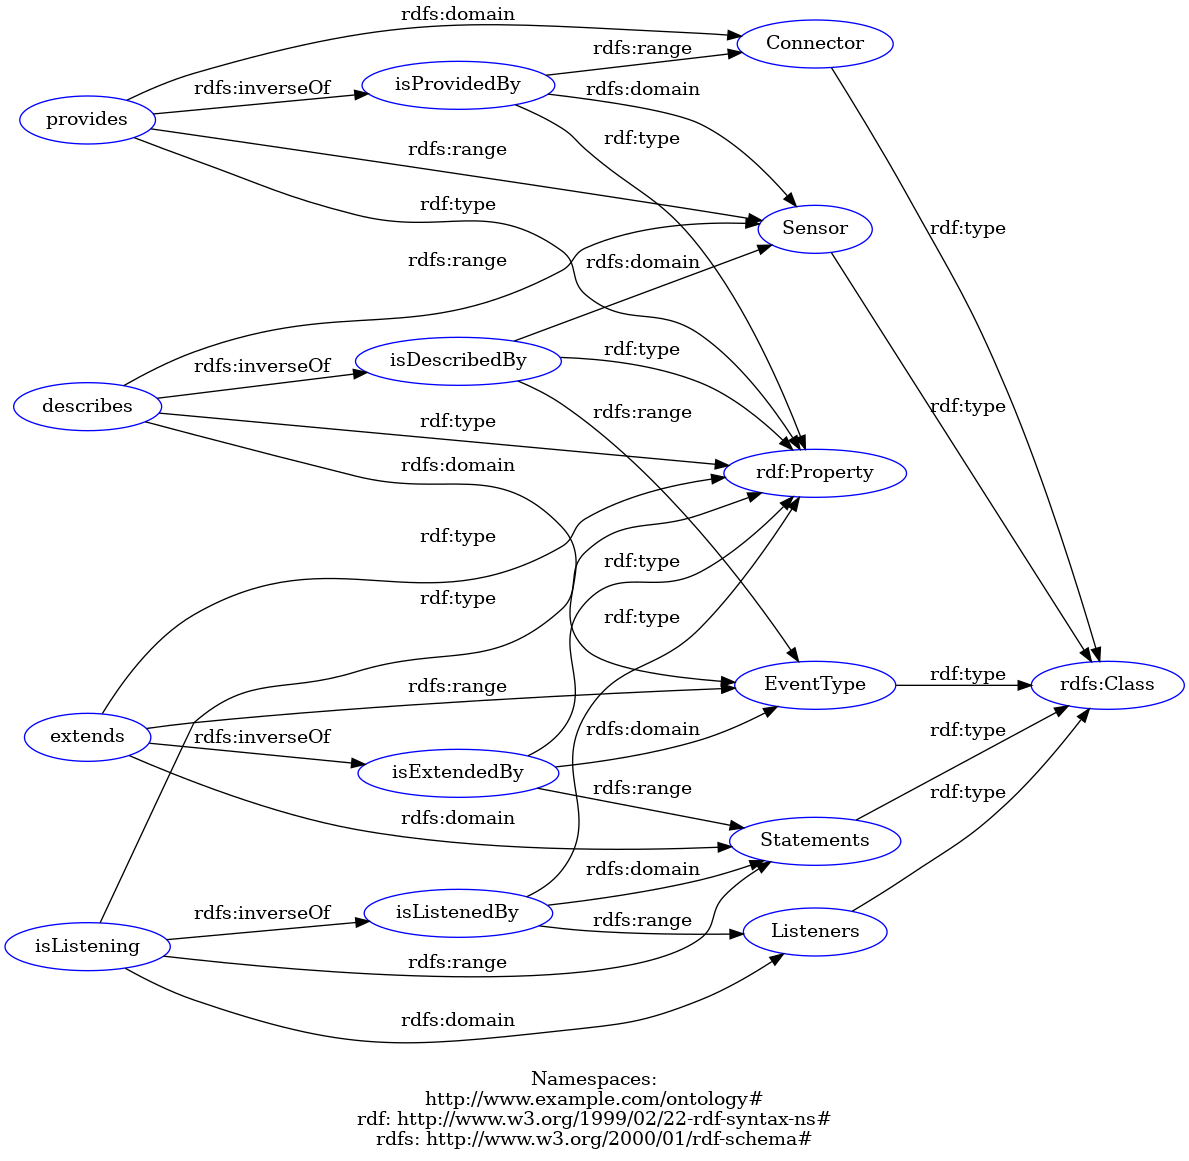 rdfs:domain
Connector
rdfs:range
isProvidedBy
rdfs:inverseOf
rdfs:domain
provides
rdf:type
rdfs:range
rdf:type
Sensor
rdf:type
rdfs:range
rdfs:domain
rdf:type
isDescribedBy
rdfs:inverseOf
describes
rdf:type
rdfs:range
rdf:type
rdfs:domain
rdf:Property
rdf:type
rdf:type
rdf:type
rdf:type
rdf:type
EventType
rdfs:Class
rdfs:range
rdfs:domain
rdf:type
extends
rdfs:inverseOf
isExtendedBy
rdfs:range
rdf:type
rdfs:domain
Statements
rdfs:domain
isListenedBy
rdfs:inverseOf
rdfs:range
Listeners
isListening
rdfs:range
rdfs:domain
Namespaces:
http://www.example.com/ontology#
rdf: http://www.w3.org/1999/02/22-rdf-syntax-ns#
rdfs: http://www.w3.org/2000/01/rdf-schema#